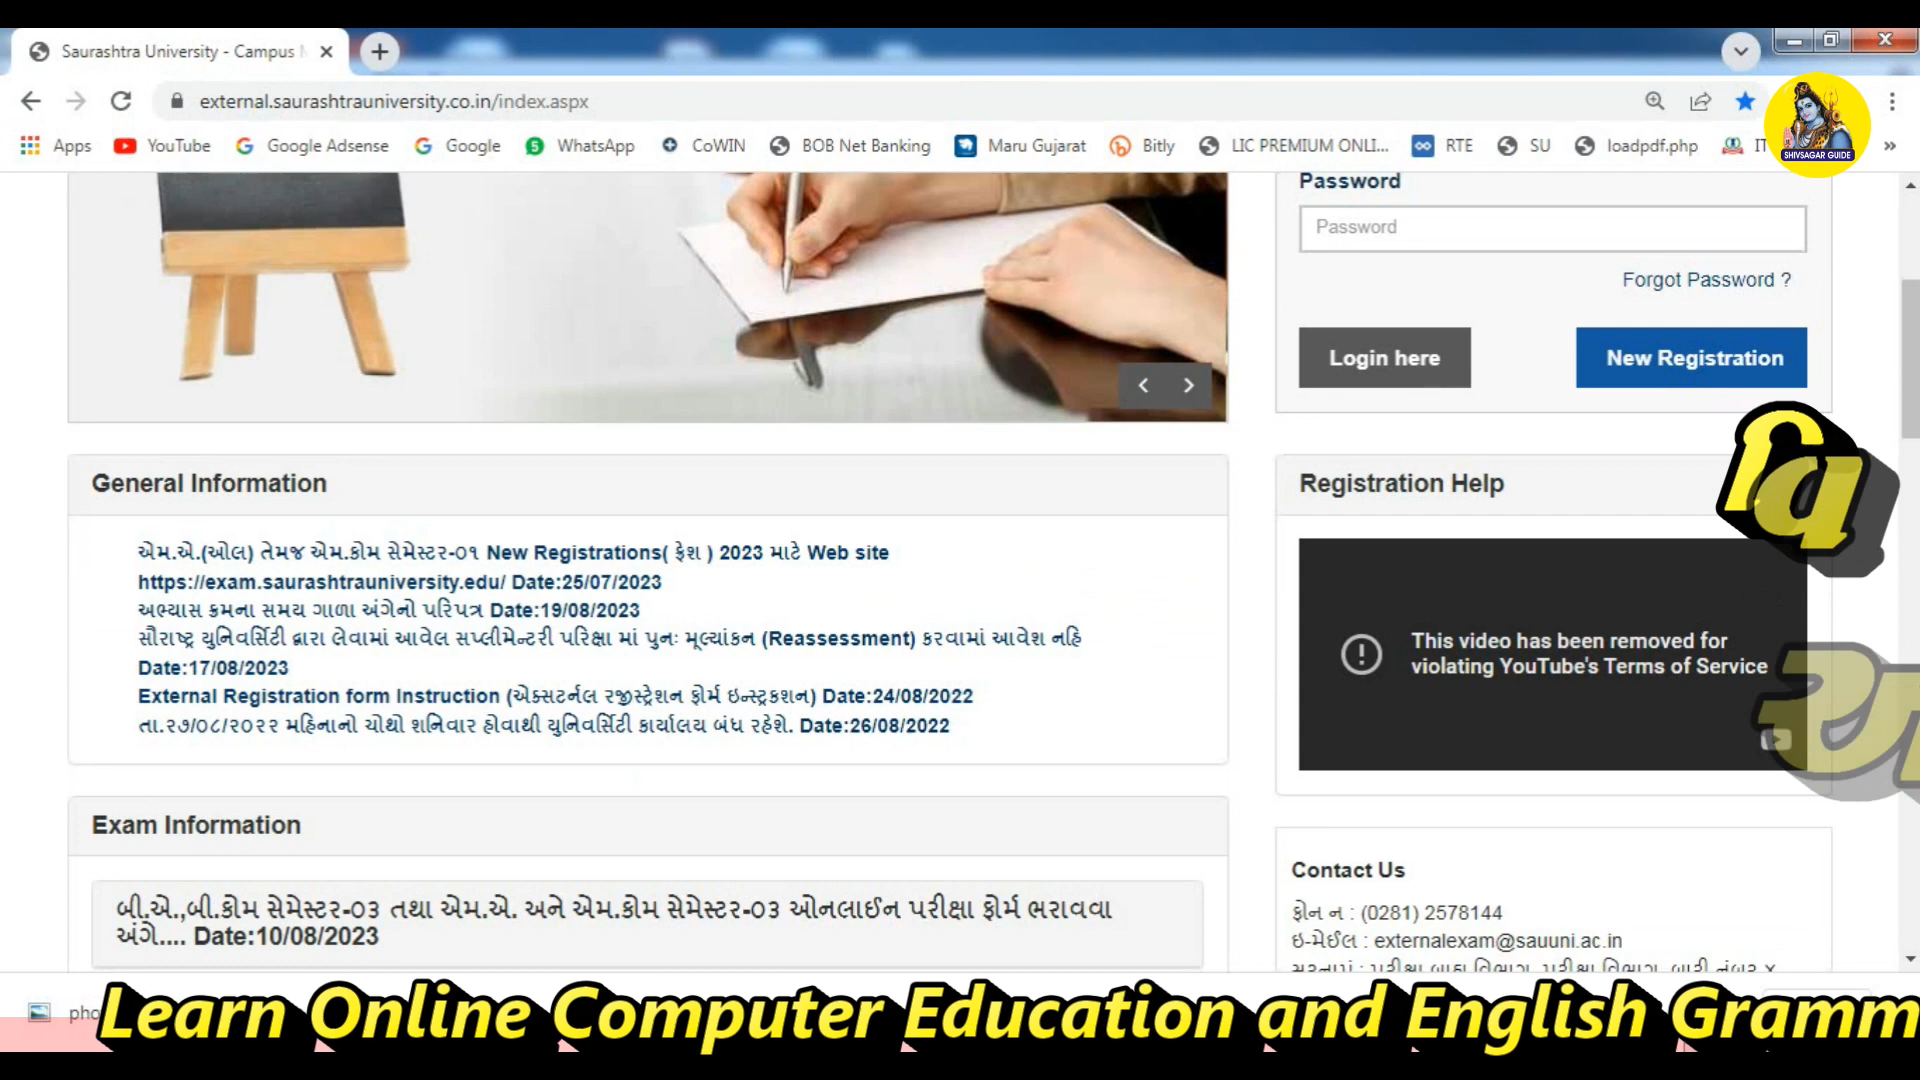 Saurashtra University - Campus
external.saurashtrauniversity.co.in/index.aspx
Apps YouTube Google Adsense Google WhatsApp CoWIN BOB Net Banking Maru Gujarat Bitly LIC PREMIUM ONLI... RTE SU loadpdf.php IT »
SHIVSAGAR GUIDE
Password
Password
Forgot Password ?
Login here New Registration
General Information
એમ.એ.(ઓલ) તેમજ એમ.કોમ સેમેસ્ટર-૦૧ New Registrations( ફ્રેશ ) 2023 માટે Web site
https://exam.saurashtrauniversity.edu/ Date:25/07/2023
અભ્યાસ ક્રમના સમય ગાળા અંગેનો પરિપત્ર Date:19/08/2023
સૌરાષ્ટ્ર યુનિવર્સિટી દ્વારા લેવામાં આવેલ સપ્લીમેન્ટરી પરિક્ષા માં પુનઃ મૂલ્યાંકન (Reassessment) કરવામાં આવેશ નહિ
Date:17/08/2023
External Registration form Instruction (એક્સટર્નલ રજીસ્ટ્રેશન ફોર્મ ઇન્સ્ટ્રકશન) Date:24/08/2022
તા.૨૭/૦૮/૨૦૨૨ મહિનાનો ચોથો શનિવાર હોવાથી યુનિવર્સિટી કાર્યાલય બંધ રહેશે. Date:26/08/2022
Registration Help
This video has been removed for
violating YouTube's Terms of Service
Exam Information
બી.એ.,બી.કોમ સેમેસ્ટર-૦૩ તથા એમ.એ. અને એમ.કોમ સેમેસ્ટર-૦૩ ઓનલાઈન પરીક્ષા ફોર્મ ભરાવવા
અંગે.... Date:10/08/2023
Contact Us
ફોન ન : (0281) 2578144
ઇ-મેઈલ : externalexam@sauuni.ac.in
pho
Learn Online Computer Education and English Gramm